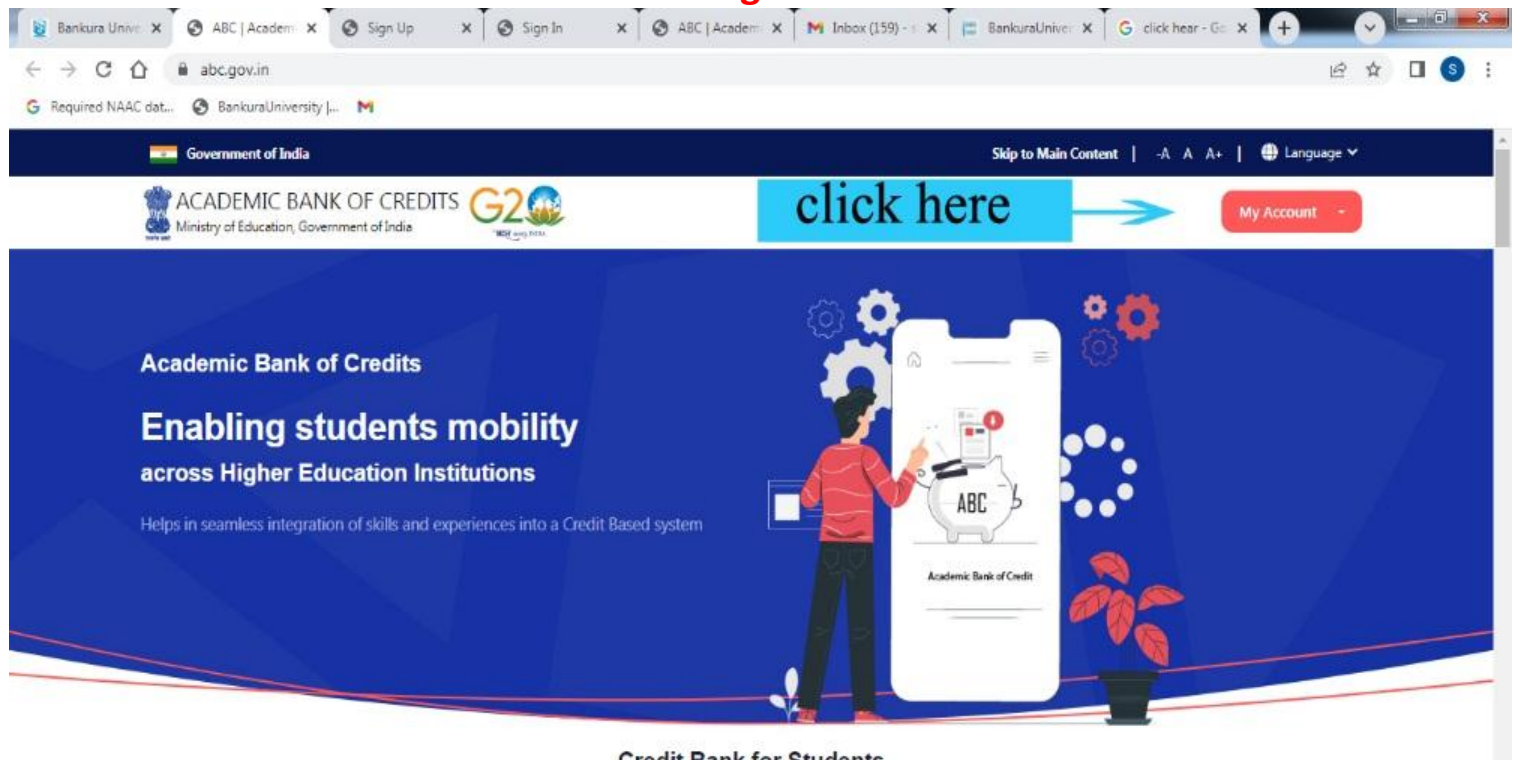 Bankura Univer ABC | Academ Sign Up Sign In ABC | Academ Inbox (159) - s BankuraUniver click hear - Go
abc.gov.in
S
Required NAAC dat... BankuraUniversity |...
Government of India Skip to Main Content | -A A A+ | Language
click here
ACADEMIC BANK OF CREDITS G20 My Account
Ministry of Education, Government of India
Academic Bank of Credits
Enabling students mobility
across Higher Education Institutions
Helps in seamless integration of skills and experiences into a Credit Based system
ABC
Academic Bank of Credit
Credit Bank for Students